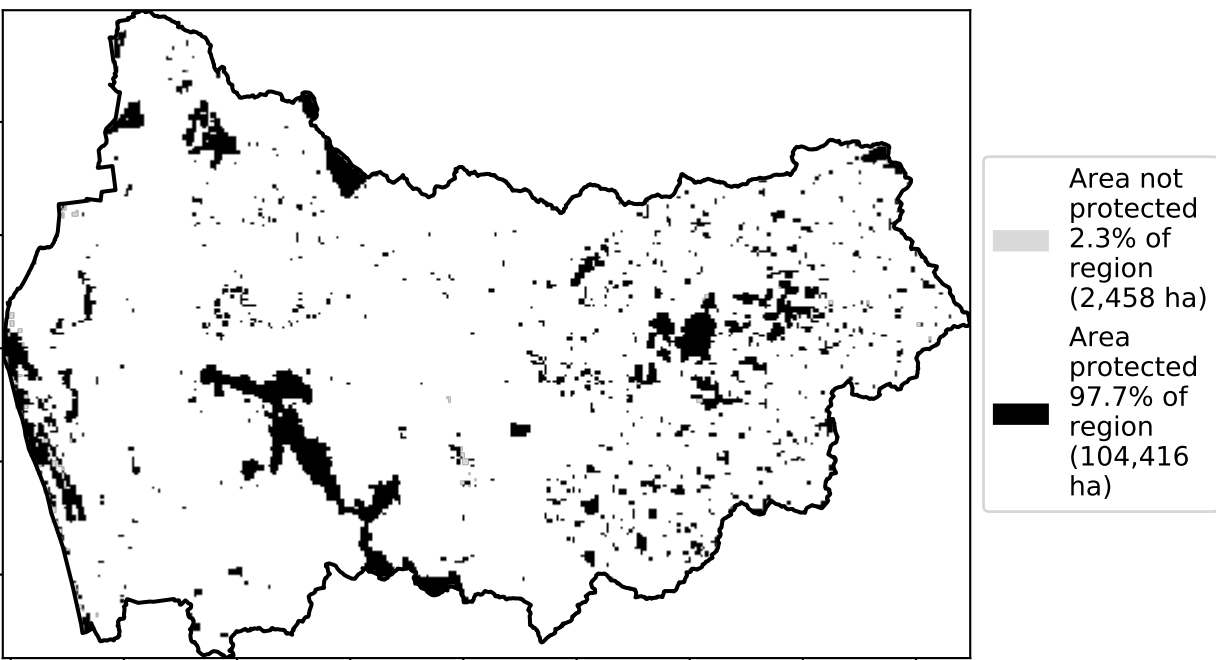 Area not
protected
2.3% of
region
(2,458 ha)
Area
protected
97.7% of
region
(104,416
ha)